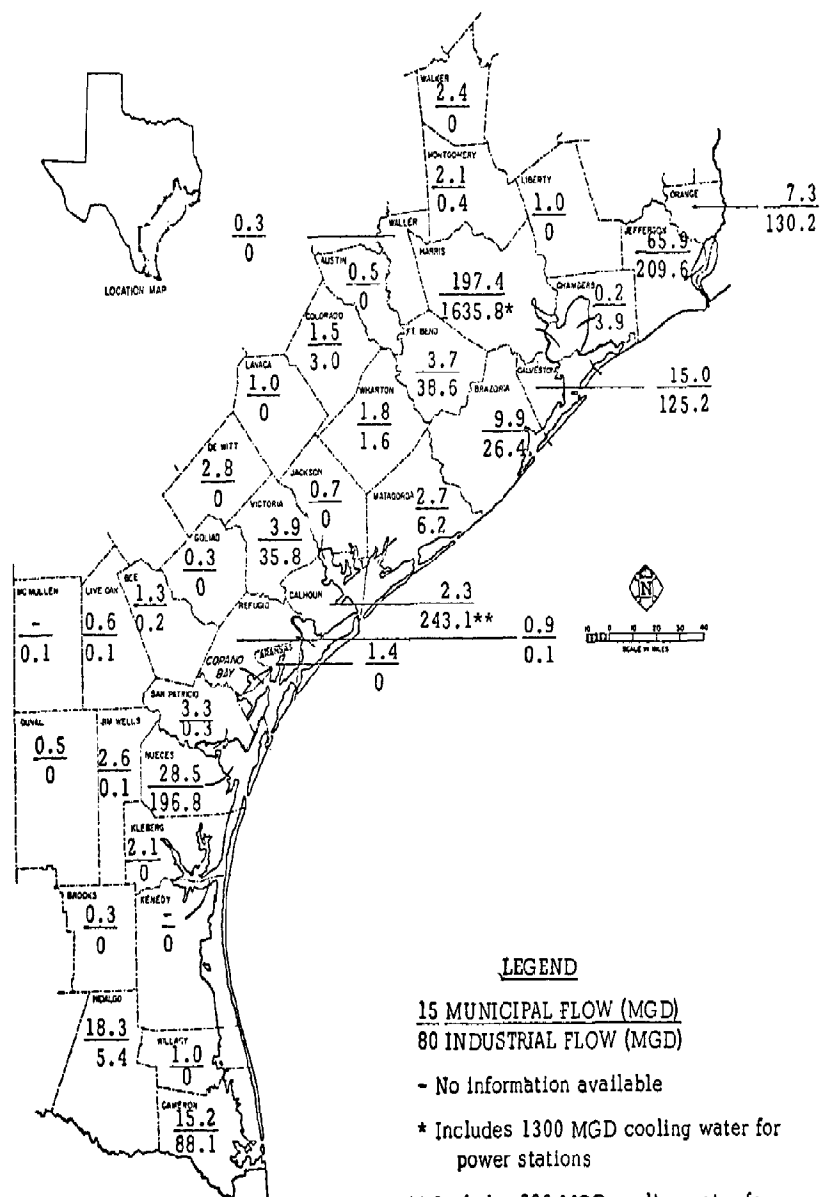 WALKER
2.4
0
MONTGOMERY
2.1
0.4
LIBERTY
1.0
0
ORANGE
7.3
130.2
JEFFERSON
65.9
209.6
WALLER
0.3
0
HARRIS
197.4
1635.8*
CHAMBERS
0.2
3.9
LOCATION MAP
AUSTIN
0.5
0
COLORADO
1.5
3.0
FT. BEND
3.7
38.6
GALVESTON
15.0
125.2
LAVACA
1.0
0
WHARTON
1.8
1.6
BRAZORIA
9.9
26.4
DE WITT
2.8
0
JACKSON
0.7
0
MATAGORDA
2.7
6.2
VICTORIA
3.9
35.8
GOLIAD
0.3
0
BEE
1.3
0.2
MC MULLEN
-
0.1
LIVE OAK
0.6
0.1
REFUGIO
0.9
0.1
CALHOUN
2.3
243.1**
N
10 0 10 20 30 40
SCALE IN MILES
COPANO
BAY
ARANSAS
1.4
0
SAN PATRICIO
3.3
0.3
DUVAL
0.5
0
JIM WELLS
2.6
0.1
NUECES
28.5
196.8
KLEBERG
2.1
0
BROOKS
0.3
0
KENEDY
-
0
HIDALGO
18.3
5.4
WILLACY
1.0
0
CAMERON
15.2
88.1
LEGEND
15 MUNICIPAL FLOW (MGD)
80 INDUSTRIAL FLOW (MGD)
- No information available
* Includes 1300 MGD cooling water for
power stations